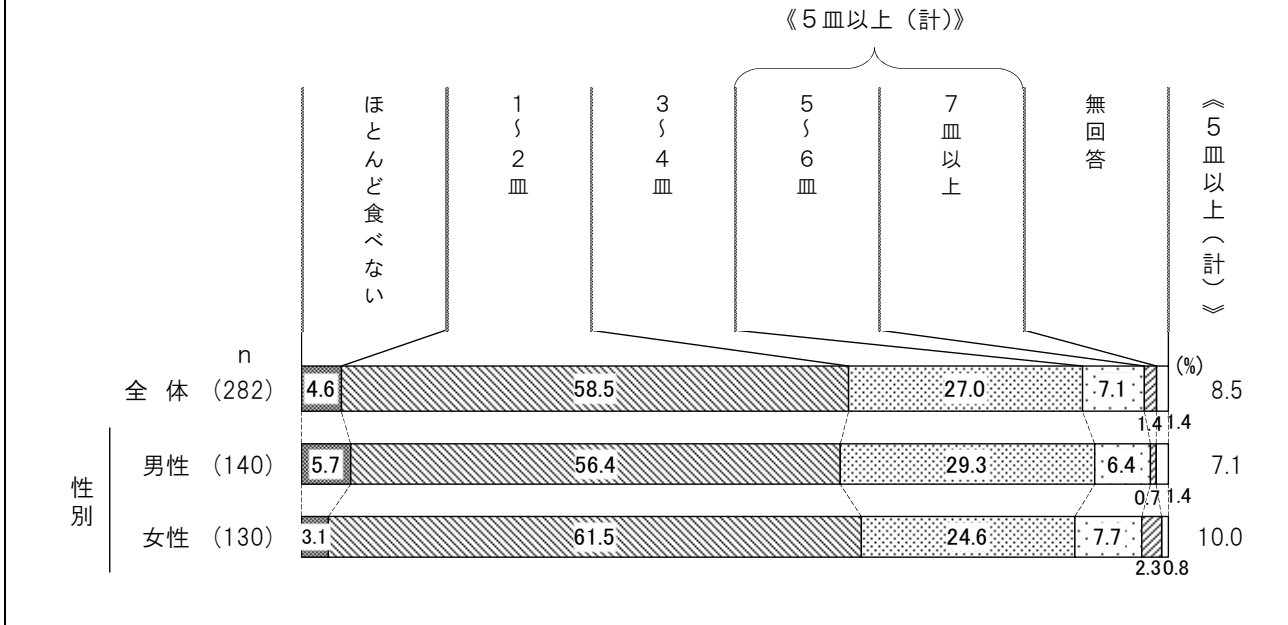 《５皿以上（計）》
ほとんど食べない
１～２皿
３～４皿
５～６皿
７皿以上
無回答
《５皿以上（計）》
n
(%)
全　体 （282） 4.6 58.5 27.0 7.1 1.4 1.4 8.5
性別
男性 （140） 5.7 56.4 29.3 6.4 0.7 1.4 7.1
女性 （130） 3.1 61.5 24.6 7.7 2.3 0.8 10.0